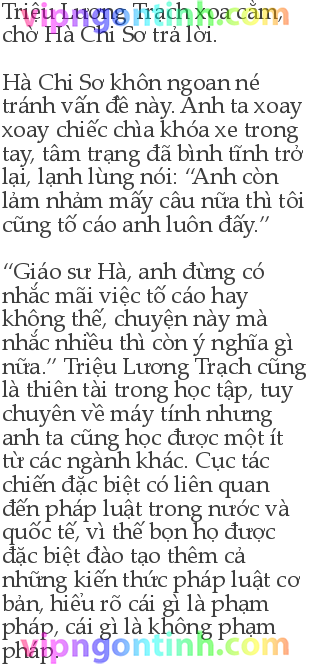 Triệu Lương Trạch xoa cằm,
chờ Hà Chi Sơ trả lời.
Hà Chi Sơ khôn ngoan né
tránh vấn đề này. Anh ta xoay
xoay chiếc chìa khóa xe trong
tay, tâm trạng đã bình tĩnh trở
lại, lạnh lùng nói: “Anh còn
lảm nhảm mấy câu nữa thì tôi
cũng tố cáo anh luôn đấy.”
“Giáo sư Hà, anh đừng có
nhắc mãi việc tố cáo hay
không thế, chuyện này mà
nhắc nhiều thì còn ý nghĩa gì
nữa.” Triệu Lương Trạch cũng
là thiên tài trong học tập, tuy
chuyên về máy tính nhưng
anh ta cũng học được một ít
từ các ngành khác. Cục tác
chiến đặc biệt có liên quan
đến pháp luật trong nước và
quốc tế, vì thế bọn họ được
đặc biệt đào tạo thêm cả
những kiến thức pháp luật cơ
bản, hiểu rõ cái gì là phạm
pháp, cái gì là không phạm
pháp.
vipngontinh.com
vipngontinh.com